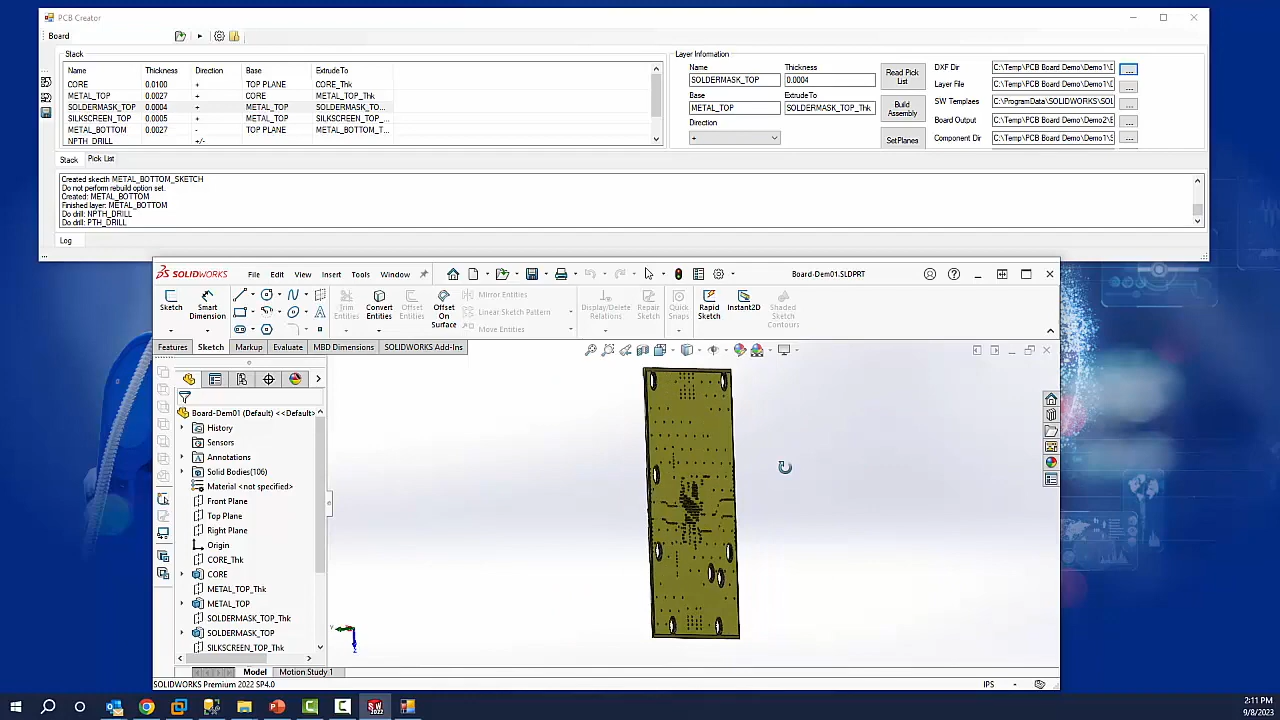 PCB Creator
Board
Stack
Name Thickness Direction Base ExtrudeTo
CORE 0.0100 + TOP PLANE CORE_Thk
METAL_TOP 0.0027 + CORE METAL_TOP_Thk
SOLDERMASK_TOP 0.0004 + METAL_TOP SOLDERMASK_TO...
SILKSCREEN_TOP 0.0005 + METAL_TOP SILKSCREEN_TOP_...
METAL_BOTTOM 0.0027 - TOP PLANE METAL_BOTTOM_T...
NPTH_DRILL +/-
Stack Pick List
Layer Information
Name Thickness
SOLDERMASK_TOP 0.0004
Base ExtrudeTo
METAL_TOP SOLDERMASK_TOP_Thk
Direction
+
Read Pick List
Build Assembly
SetPlanes
DXF Dir C:\Temp\PCB Board Demo\Demo1\E ...
Layer File C:\Temp\PCB Board Demo\Demo1\E ...
SW Templaes C:\ProgramData\SOLIDWORKS\SOL ...
Board Output C:\Temp\PCB Board Demo\Demo2\E ...
Component Dir C:\Temp\PCB Board Demo\Demo1\S ...
Created skecth METAL_BOTTOM_SKETCH
Do not perform rebuild option set.
Created: METAL_BOTTOM
Finished layer: METAL_BOTTOM
Do drill: NPTH_DRILL
Do drill: PTH_DRILL
Log
SOLIDWORKS File Edit View Insert Tools Window Board-Dem01.SLDPRT
Sketch
Smart Dimension
Trim Entities
Convert Entities
Offset Entities
Offset On Surface
Mirror Entities
Linear Sketch Pattern
Move Entities
Display/Delete Relations
Repair Sketch
Quick Snaps
Rapid Sketch
Instant2D
Shaded Sketch Contours
Features Sketch Markup Evaluate MBD Dimensions SOLIDWORKS Add-Ins
Board-Dem01 (Default) <<Default>
History
Sensors
Annotations
Solid Bodies(106)
Material <not specified>
Front Plane
Top Plane
Right Plane
Origin
CORE_Thk
CORE
METAL_TOP_Thk
METAL_TOP
SOLDERMASK_TOP_Thk
SOLDERMASK_TOP
SILKSCREEN_TOP_Thk
Model Motion Study 1
SOLIDWORKS Premium 2022 SP4.0 IPS
2:11 PM
9/8/2023